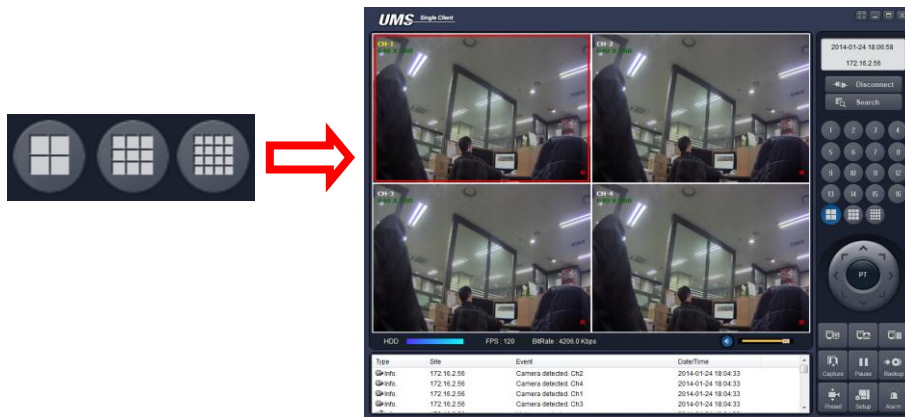 UMS Single Client
CH-1
640 X 360
CH-2
CH-3
640 X 360
CH-4
640 X 360
2014-01-24 18:06:58
172.16.2.56
Disconnect
Search
1 2 3 4
5 6 7 8
9 10 11 12
13 14 15 16
PT
HDD FPS : 120 BitRate : 4206.0 Kbps
Type Site Event Date/Time
Info. 172.16.2.56 Camera detected. Ch2 2014-01-24 18:04:33
Info. 172.16.2.56 Camera detected. Ch4 2014-01-24 18:04:33
Info. 172.16.2.56 Camera detected. Ch1 2014-01-24 18:04:33
Info. 172.16.2.56 Camera detected. Ch3 2014-01-24 18:04:33
Capture Pause Backup
Preset Setup Alarm